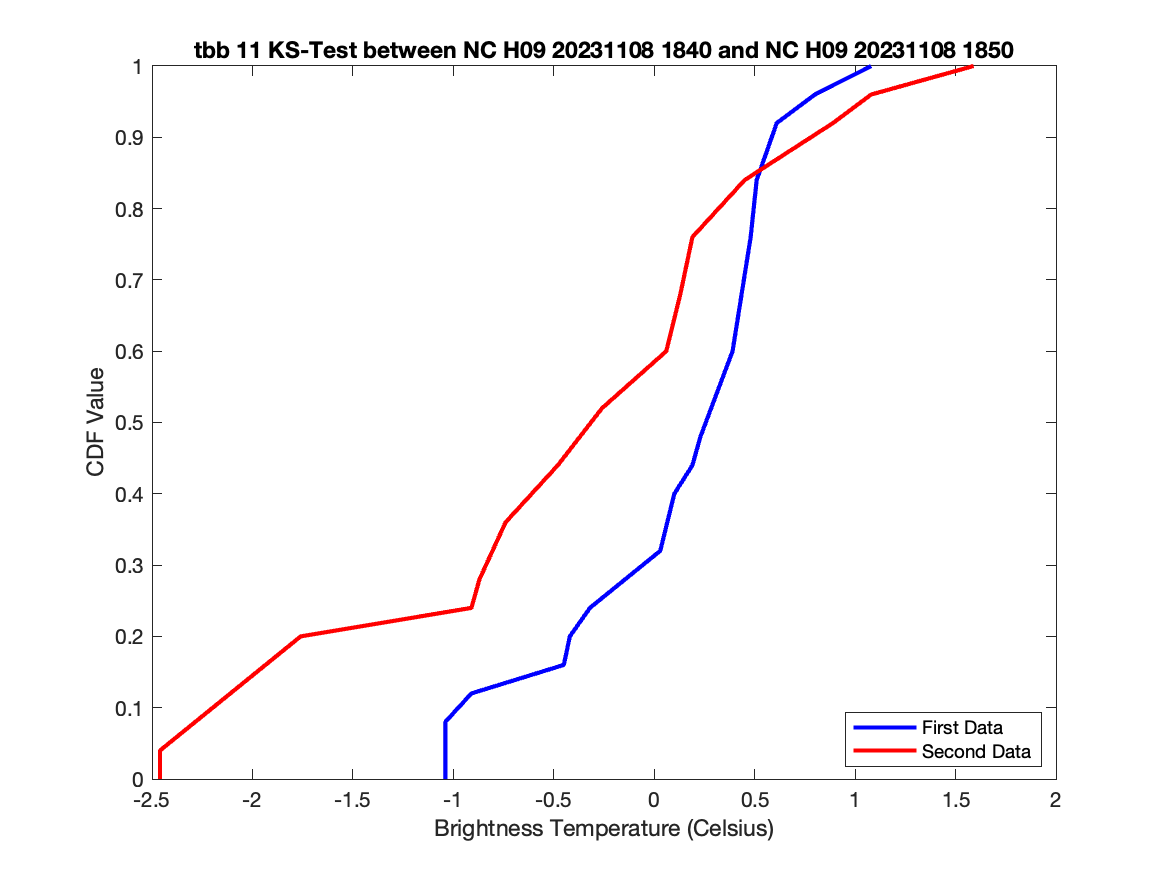 tbb 11 KS-Test between NC H09 20231108 1840 and NC H09 20231108 1850
1
0.9
0.8
0.7
0.6
0.5
0.4
0.3
0.2
0.1
0
CDF Value
First Data
Second Data
-2.5 -2 -1.5 -1 -0.5 0 0.5 1 1.5 2
Brightness Temperature (Celsius)